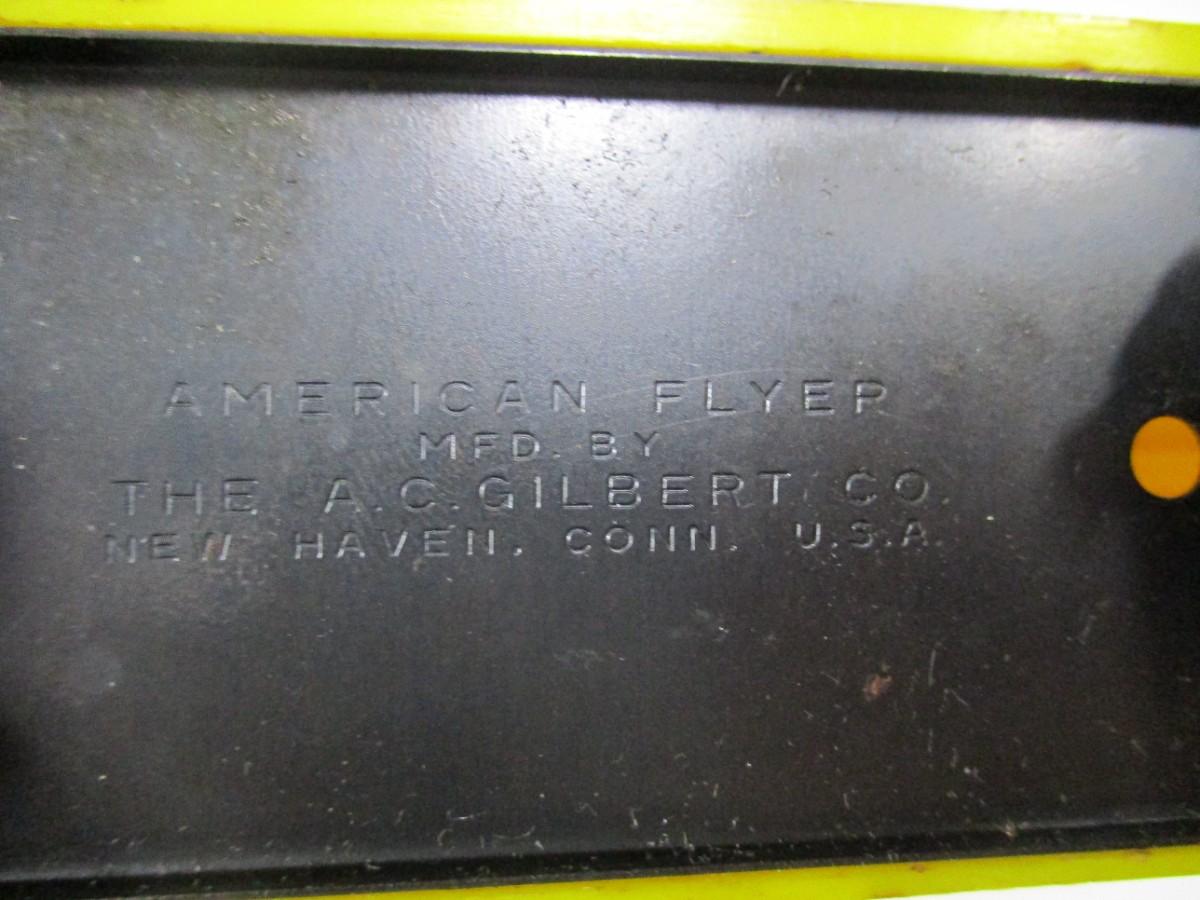 AMERICAN FLYER
MFD. BY
THE A.C. GILBERT CO.
NEW HAVEN, CONN. U.S.A.